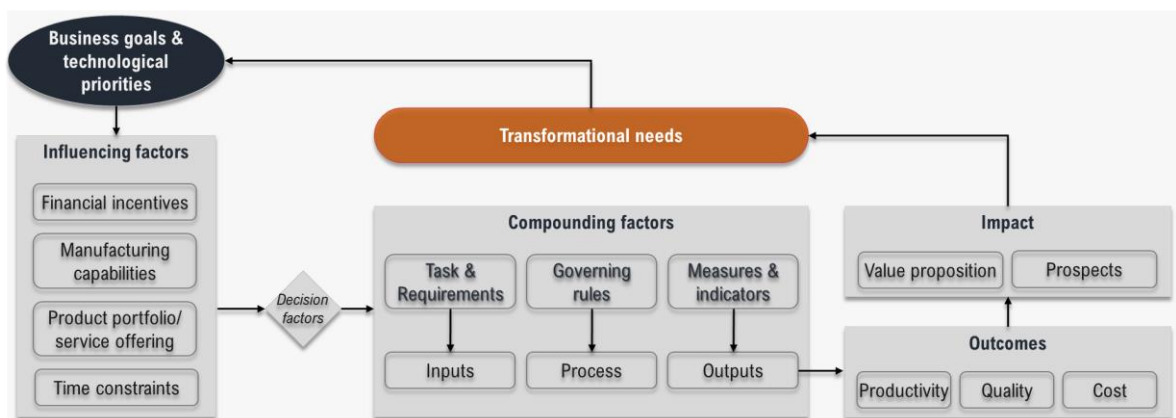 Business goals &
technological
priorities
Transformational needs
Influencing factors
Financial incentives
Manufacturing
capabilities
Product portfolio/
service offering
Time constraints
Decision
factors
Compounding factors
Task &
Requirements
Governing
rules
Measures &
indicators
Inputs
Process
Outputs
Impact
Value proposition
Prospects
Outcomes
Productivity
Quality
Cost